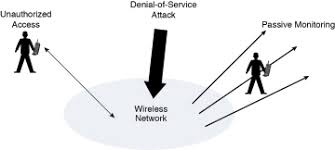 Unauthorized
Access
Denial-of-Service
Attack
Passive Monitoring
Wireless
Network